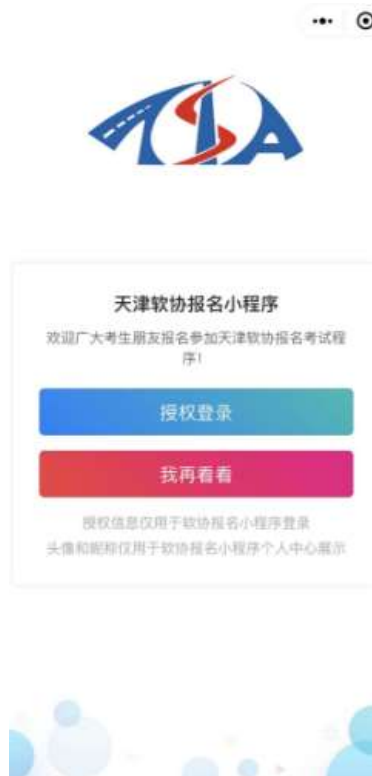 天津软协报名小程序
欢迎广大考生朋友报名参加天津软协报名考试程
序!
授权登录
我再看看
授权信息仅用于软协报名小程序登录
头像和昵称仅用于软协报名小程序个人中心展示